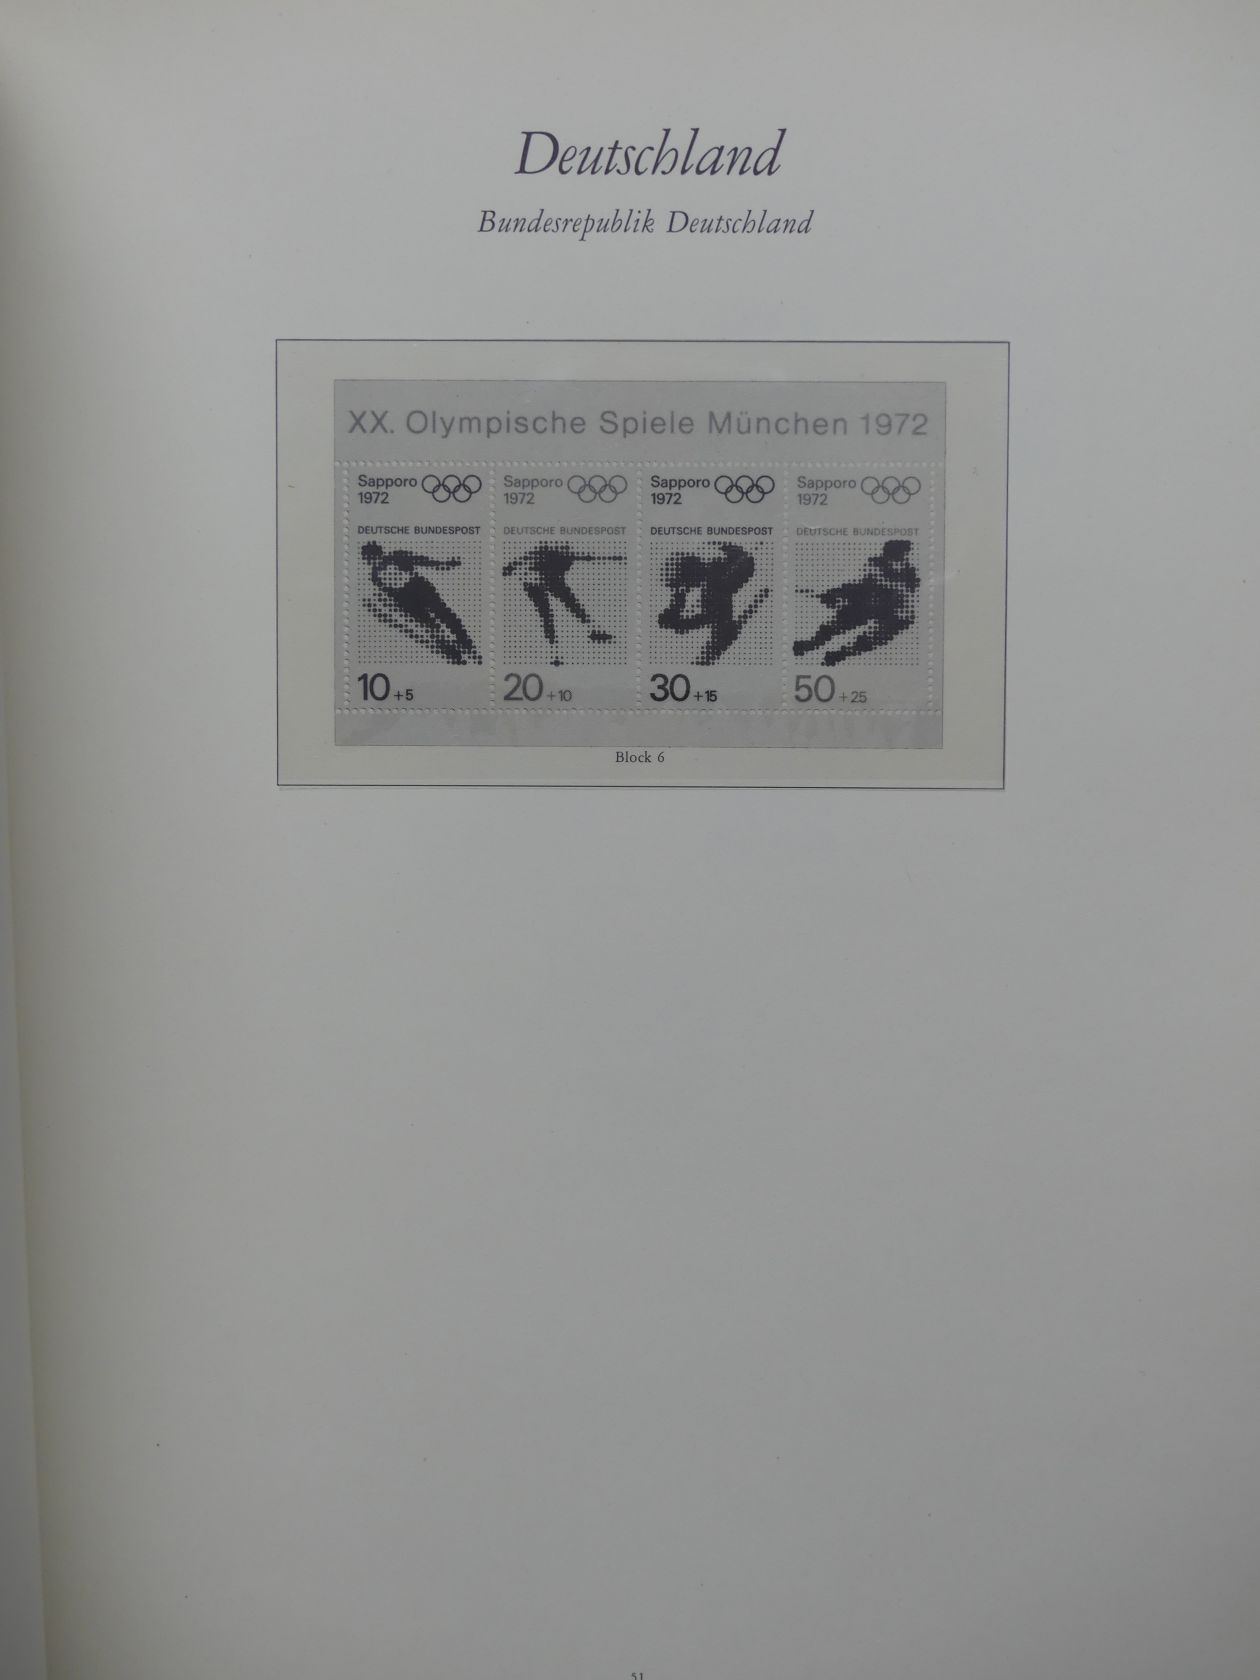 Deutschland
Bundesrepublik Deutschland
XX. Olympische Spiele München 1972
Sapporo
1972
DEUTSCHE BUNDESPOST
10+5
Sapporo
1972
DEUTSCHE BUNDESPOST
20+10
Sapporo
1972
DEUTSCHE BUNDESPOST
30+15
Sapporo
1972
DEUTSCHE BUNDESPOST
50+25
Block 6
51